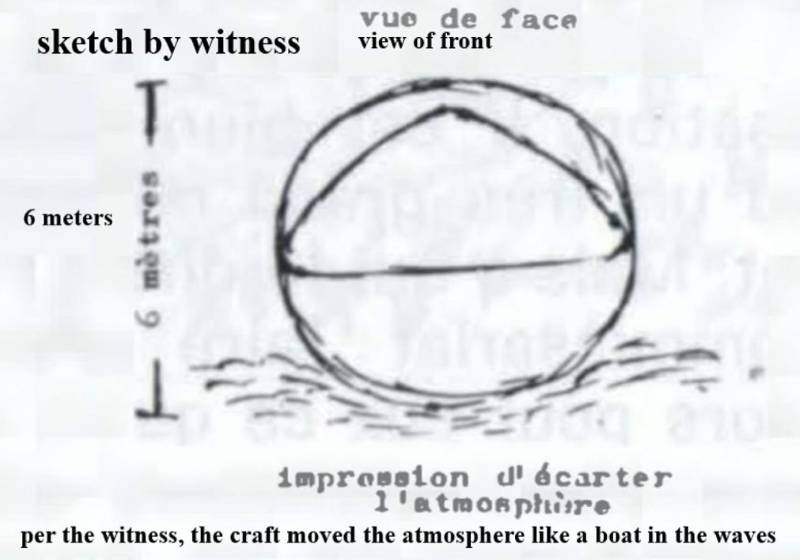 vue de face
sketch by witness
view of front
6 meters
6 mètres
impression d'écarter
l'atmosphère
per the witness, the craft moved the atmosphere like a boat in the waves